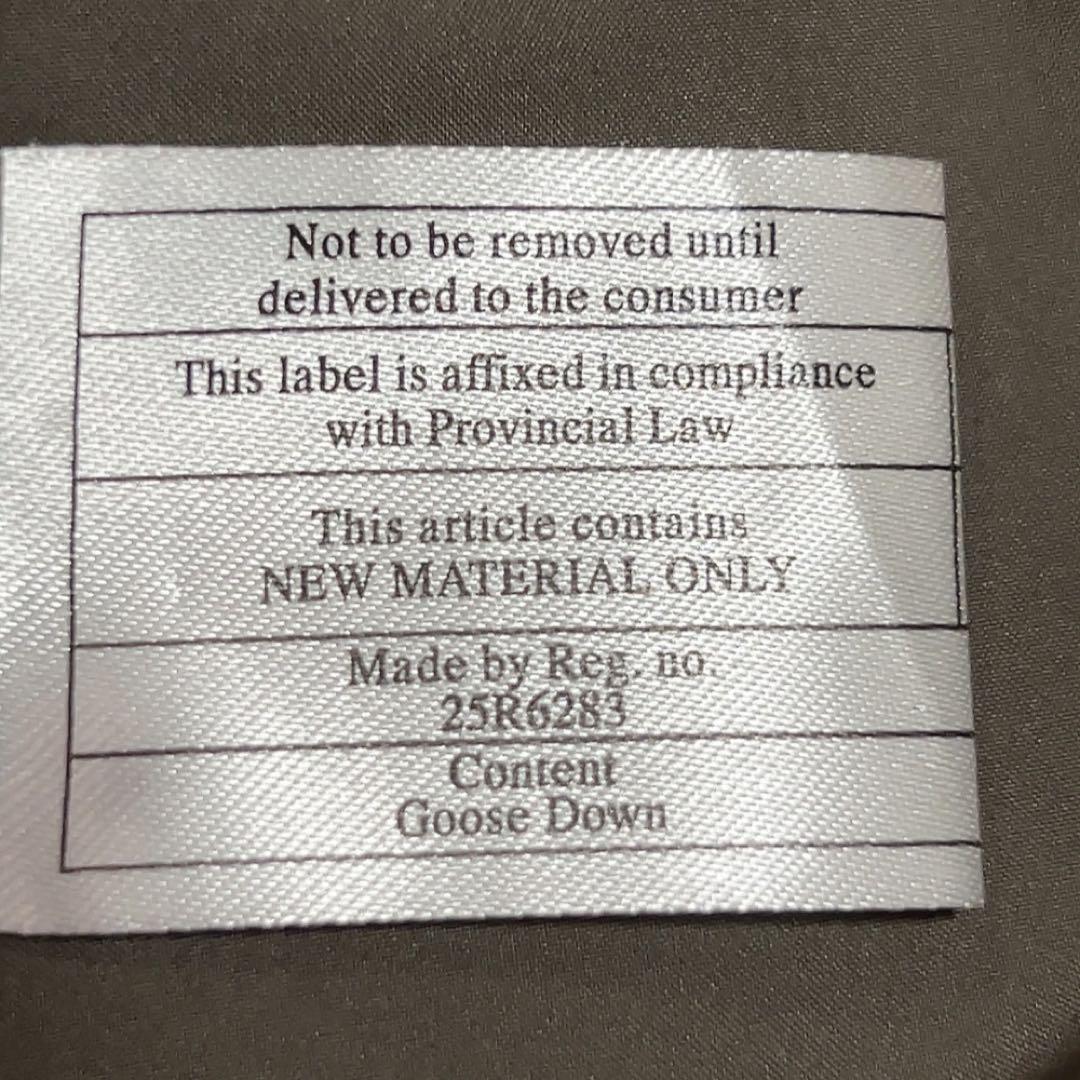 Not to be removed until
delivered to the consumer
This label is affixed in compliance
with Provincial Law
This article contains
NEW MATERIAL ONLY
Made by Reg. no.
25R6283
Content
Goose Down